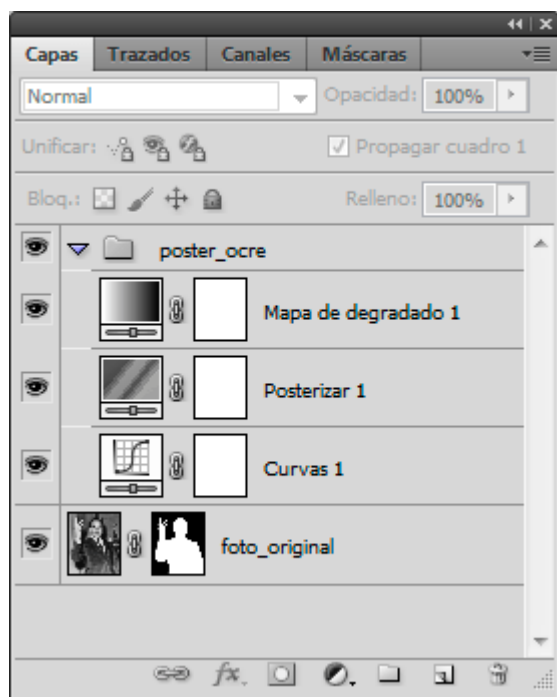 Capas Trazados Canales Máscaras
Normal Opacidad: 100%
Unificar: Propagar cuadro 1
Bloq.: Relleno: 100%
poster_ocre
Mapa de degradado 1
Posterizar 1
Curvas 1
foto_original
fx.